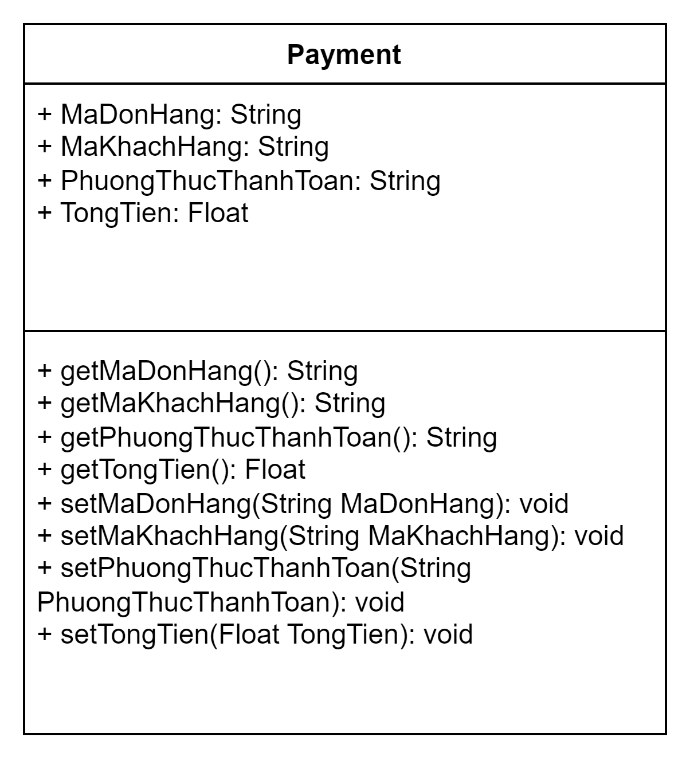 Payment
+ MaDonHang: String
+ MaKhachHang: String
+ PhuongThucThanhToan: String
+ TongTien: Float
+ getMaDonHang(): String
+ getMaKhachHang(): String
+ getPhuongThucThanhToan(): String
+ getTongTien(): Float
+ setMaDonHang(String MaDonHang): void
+ setMaKhachHang(String MaKhachHang): void
+ setPhuongThucThanhToan(String
PhuongThucThanhToan): void
+ setTongTien(Float TongTien): void